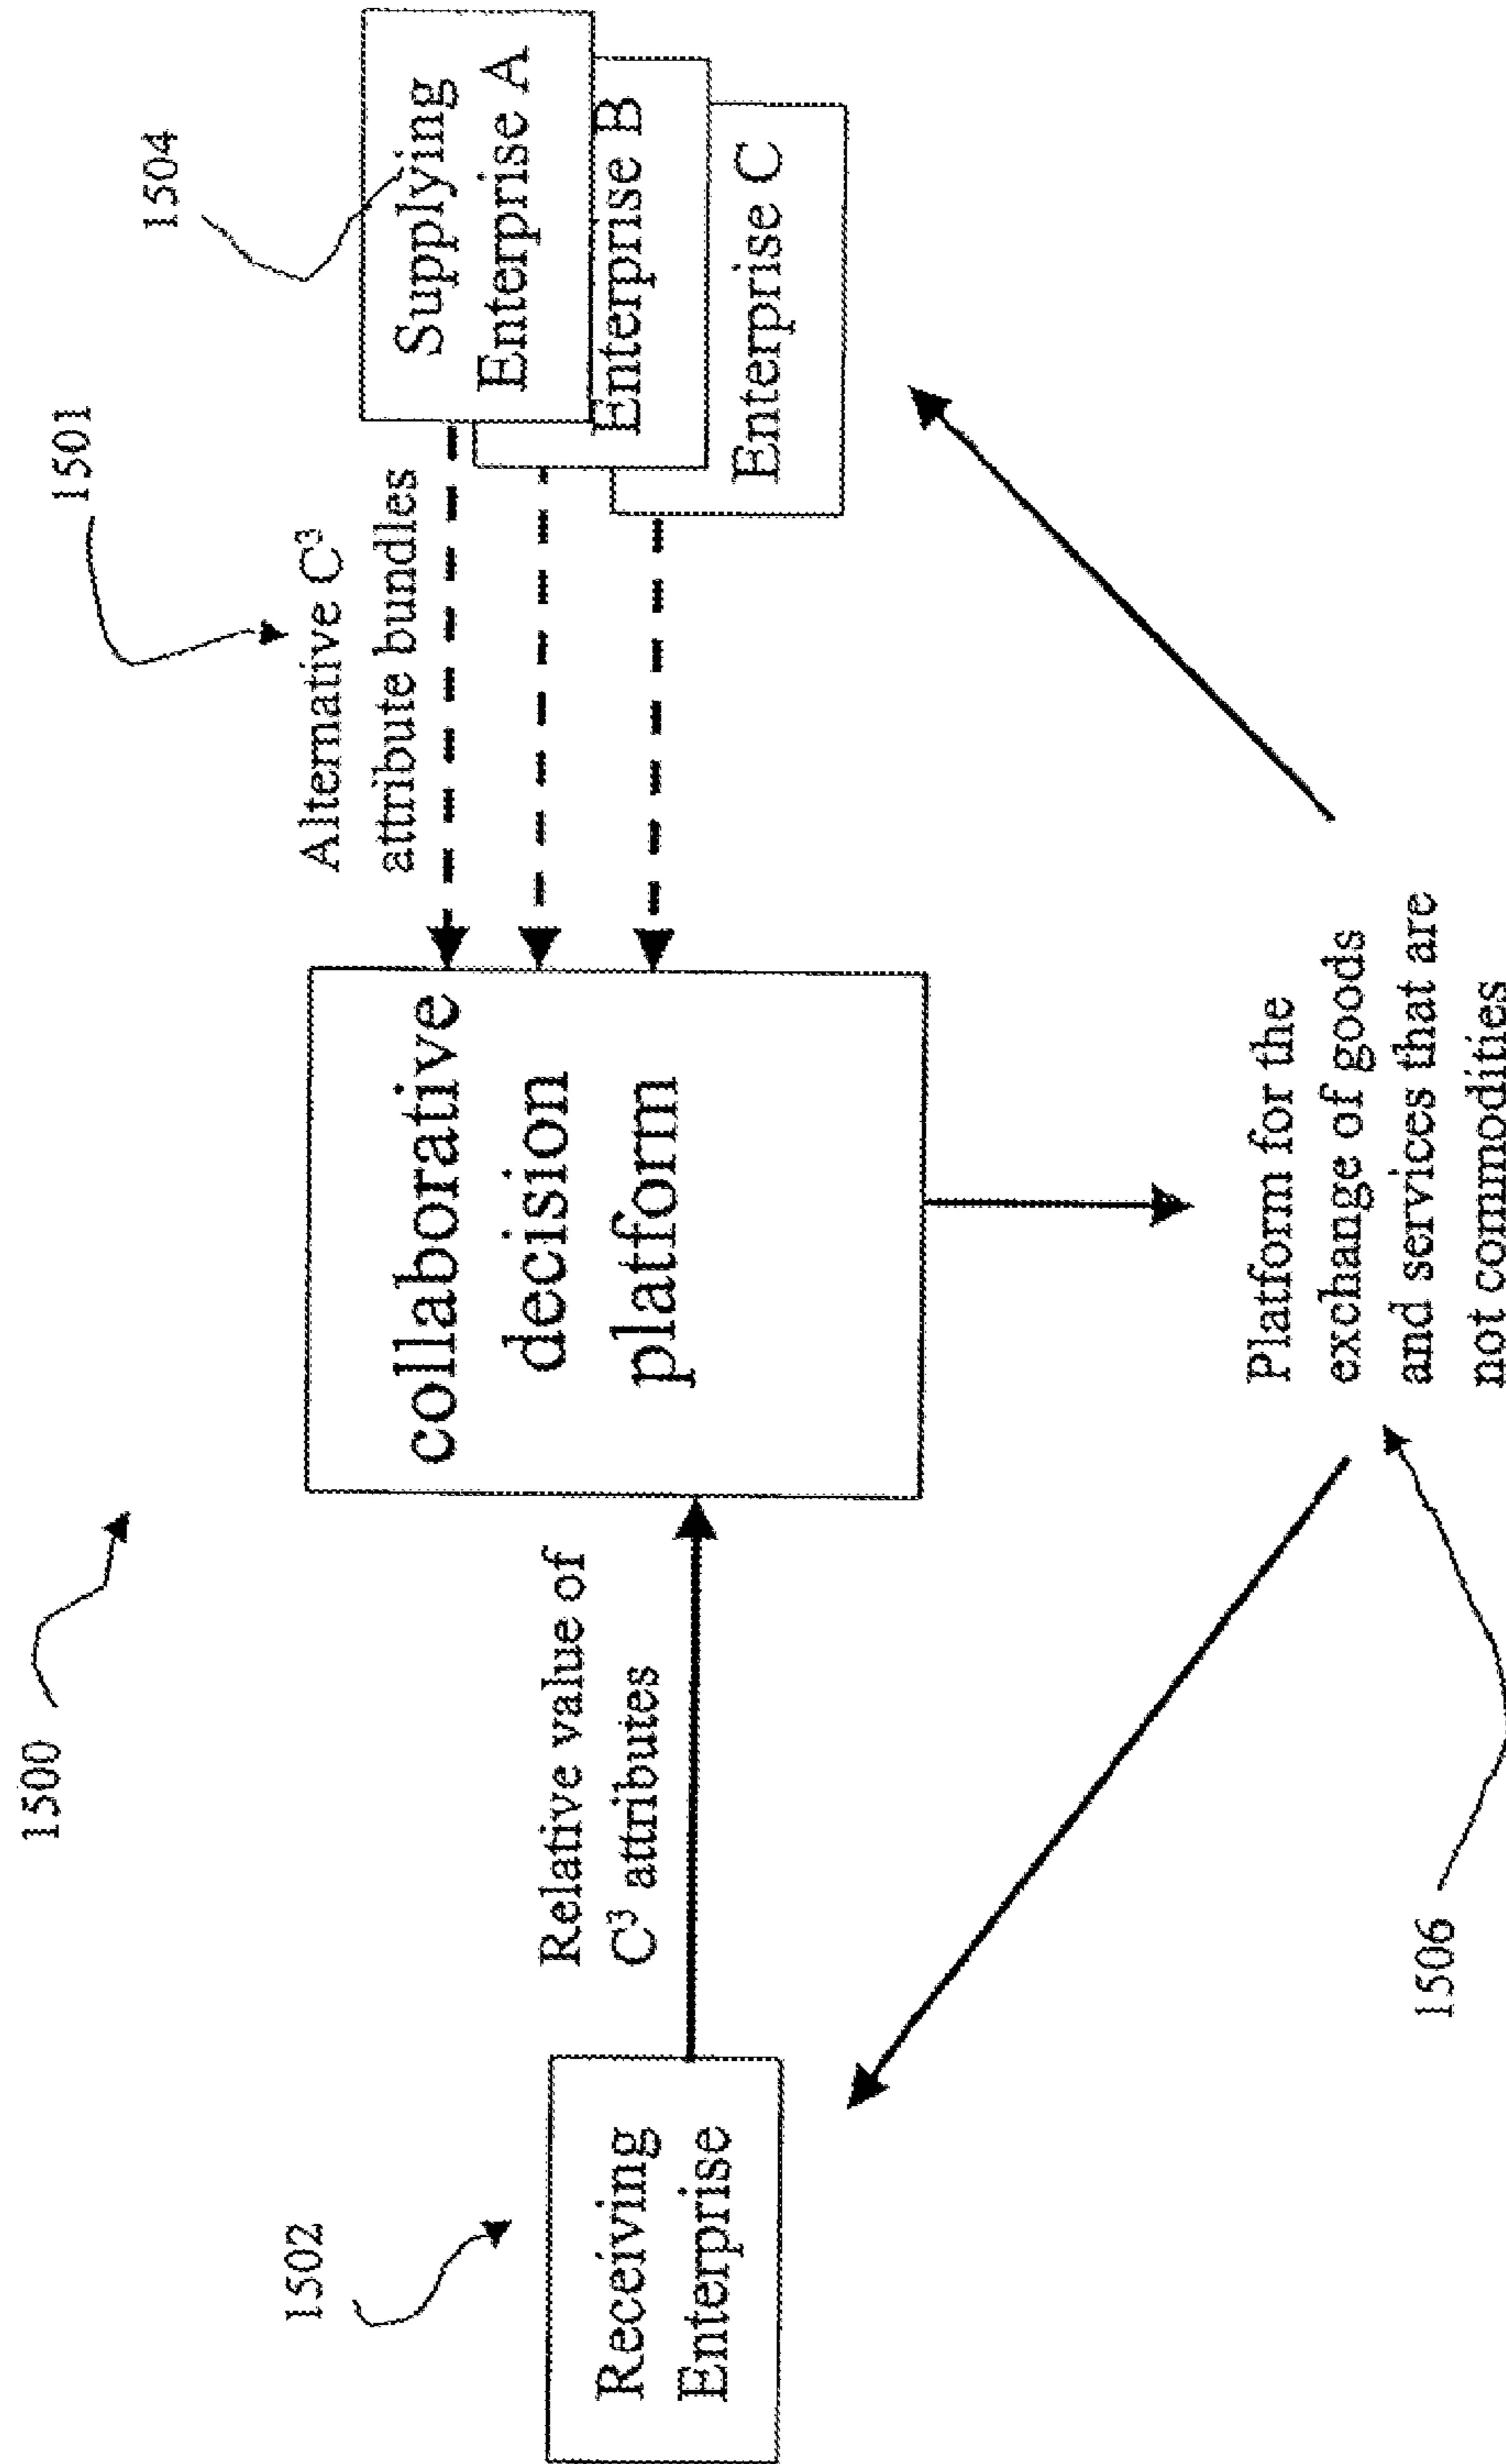 1500
1501
1504
Alternative C³
attribute bundles
Supplying
Enterprise A
Enterprise B
Enterprise C
collaborative
decision
platform
1502
Receiving
Enterprise
Relative value of
C³ attributes
Platform for the
exchange of goods
and services that are
not commodities
1506